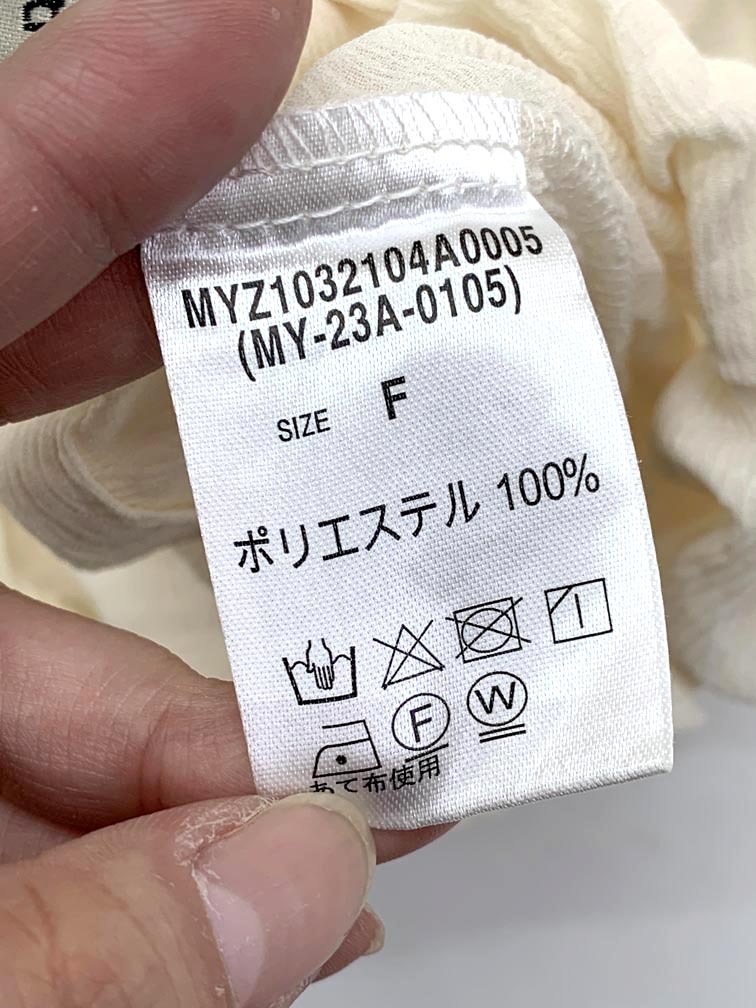 MYZ1032104A0005
(MY-23A-0105)
SIZE F
ポリエステル 100%
F W
あて布使用